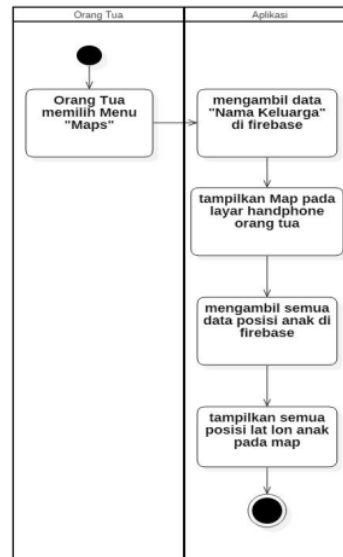 Orang Tua
Aplikasi
Orang Tua
memilih Menu
"Maps"
mengambil data
"Nama Keluarga"
di firebase
tampilkan Map pada
layar handphone
orang tua
mengambil semua
data posisi anak di
firebase
tampilkan semua
posisi lat lon anak
pada map